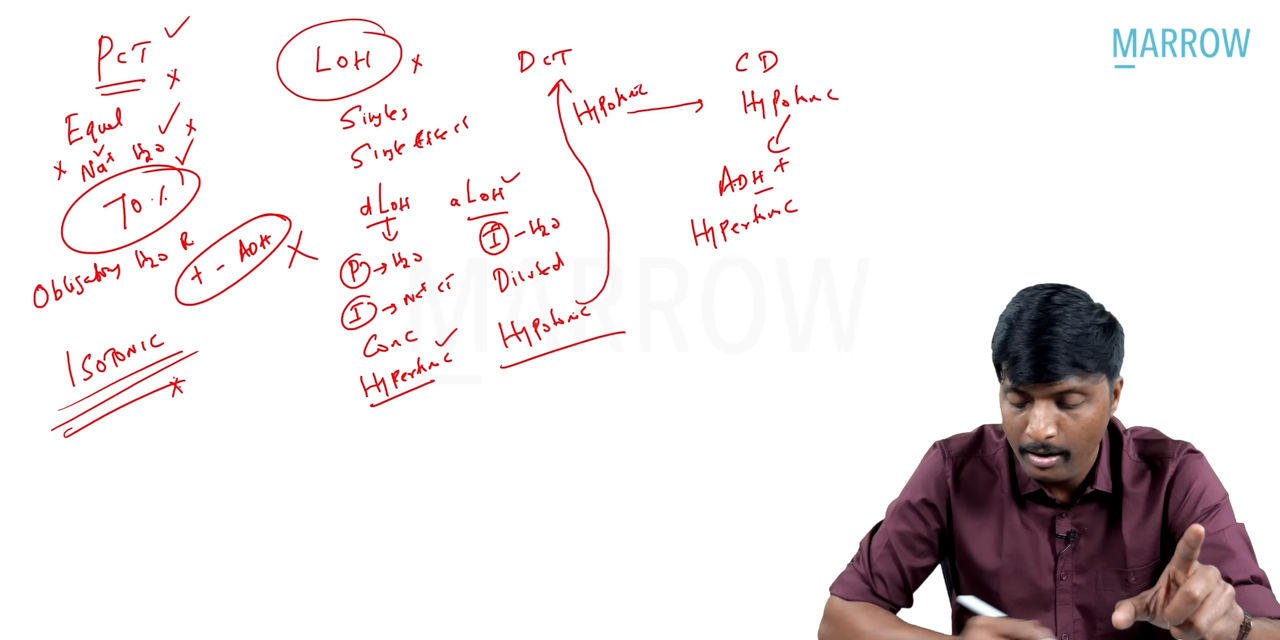 MARROW
PCT
Equal
Na+ H2O
70%
Obligatory H2O R
+ - ADH
ISOTONIC
LOH
Singles
Single Effect
dLOH
P → H2O
I → Na+ Cl-
Conc
Hypertonic
aLOH
I - H2O
Diluted
Hypotonic
DCT
Hypotonic
CD
Hypotonic
ADH +
Hypertonic
MARROW